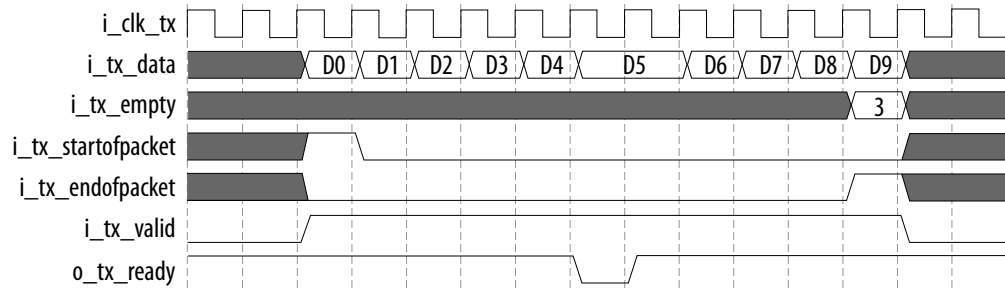 i_clk_tx
i_tx_data D0 D1 D2 D3 D4 D5 D6 D7 D8 D9
i_tx_empty 3
i_tx_startofpacket
i_tx_endofpacket
i_tx_valid
o_tx_ready